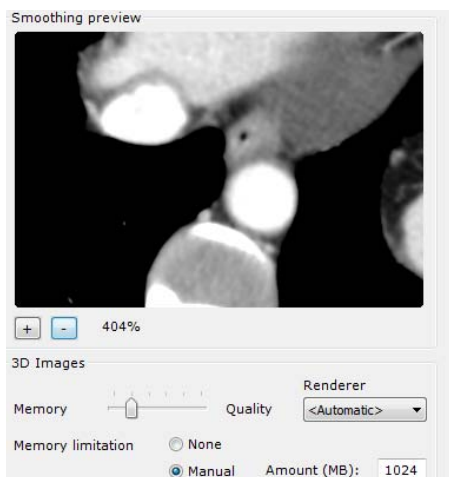 Smoothing preview
+ - 404%
3D Images
Renderer
Memory Quality <Automatic>
Memory limitation None
Manual Amount (MB): 1024